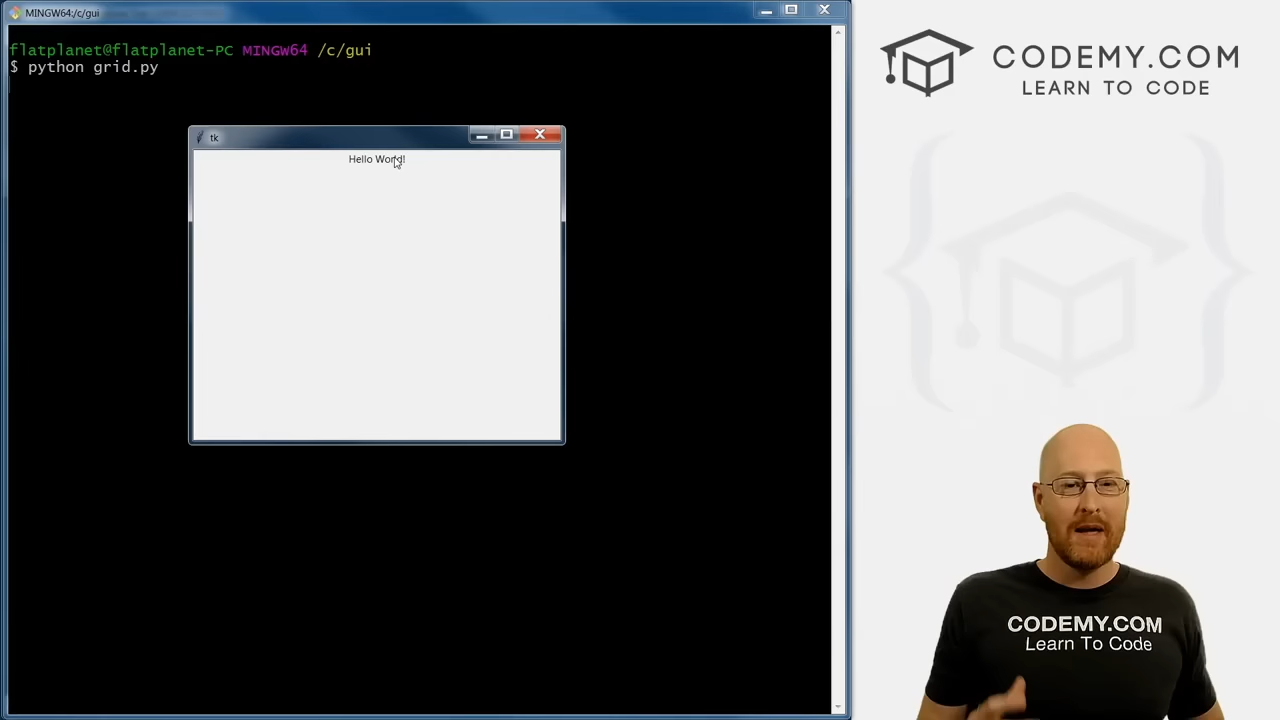 MINGW64:/c/gui
flatplanet@flatplanet-PC MINGW64 /c/gui
$ python grid.py
tk
Hello World!
CODEMY.COM
LEARN TO CODE
CODEMY.COM
Learn To Code